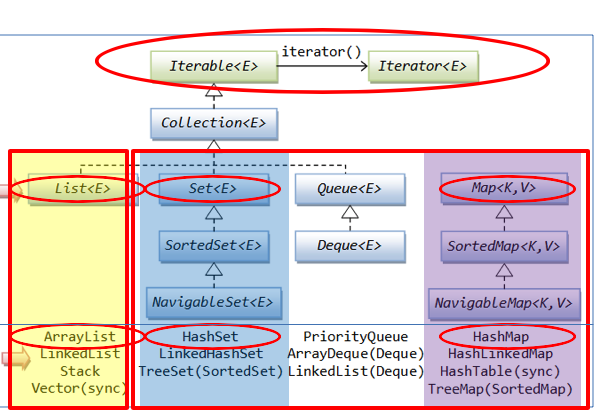 iterator()
Iterable<E> Iterator<E>
Collection<E>
List<E> Set<E> Queue<E> Map<K,V>
SortedSet<E> Deque<E> SortedMap<K,V>
NavigableSet<E> NavigableMap<K,V>
ArrayList HashSet PriorityQueue HashMap
LinkedList LinkedHashSet ArrayDeque(Deque) HashLinkedMap
Stack TreeSet(SortedSet) LinkedList(Deque) HashTable(sync)
Vector(sync) TreeMap(SortedMap)